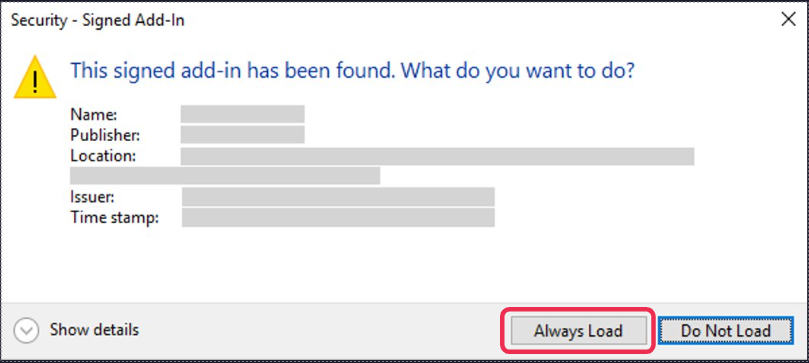 Security - Signed Add-In
This signed add-in has been found. What do you want to do?
Name:
Publisher:
Location:
Issuer:
Time stamp:
Show details
Always Load
Do Not Load